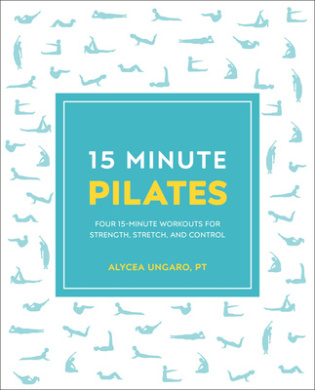 15 MINUTE
PILATES
FOUR 15-MINUTE WORKOUTS FOR
STRENGTH, STRETCH, AND CONTROL
ALYCEA UNGARO, PT